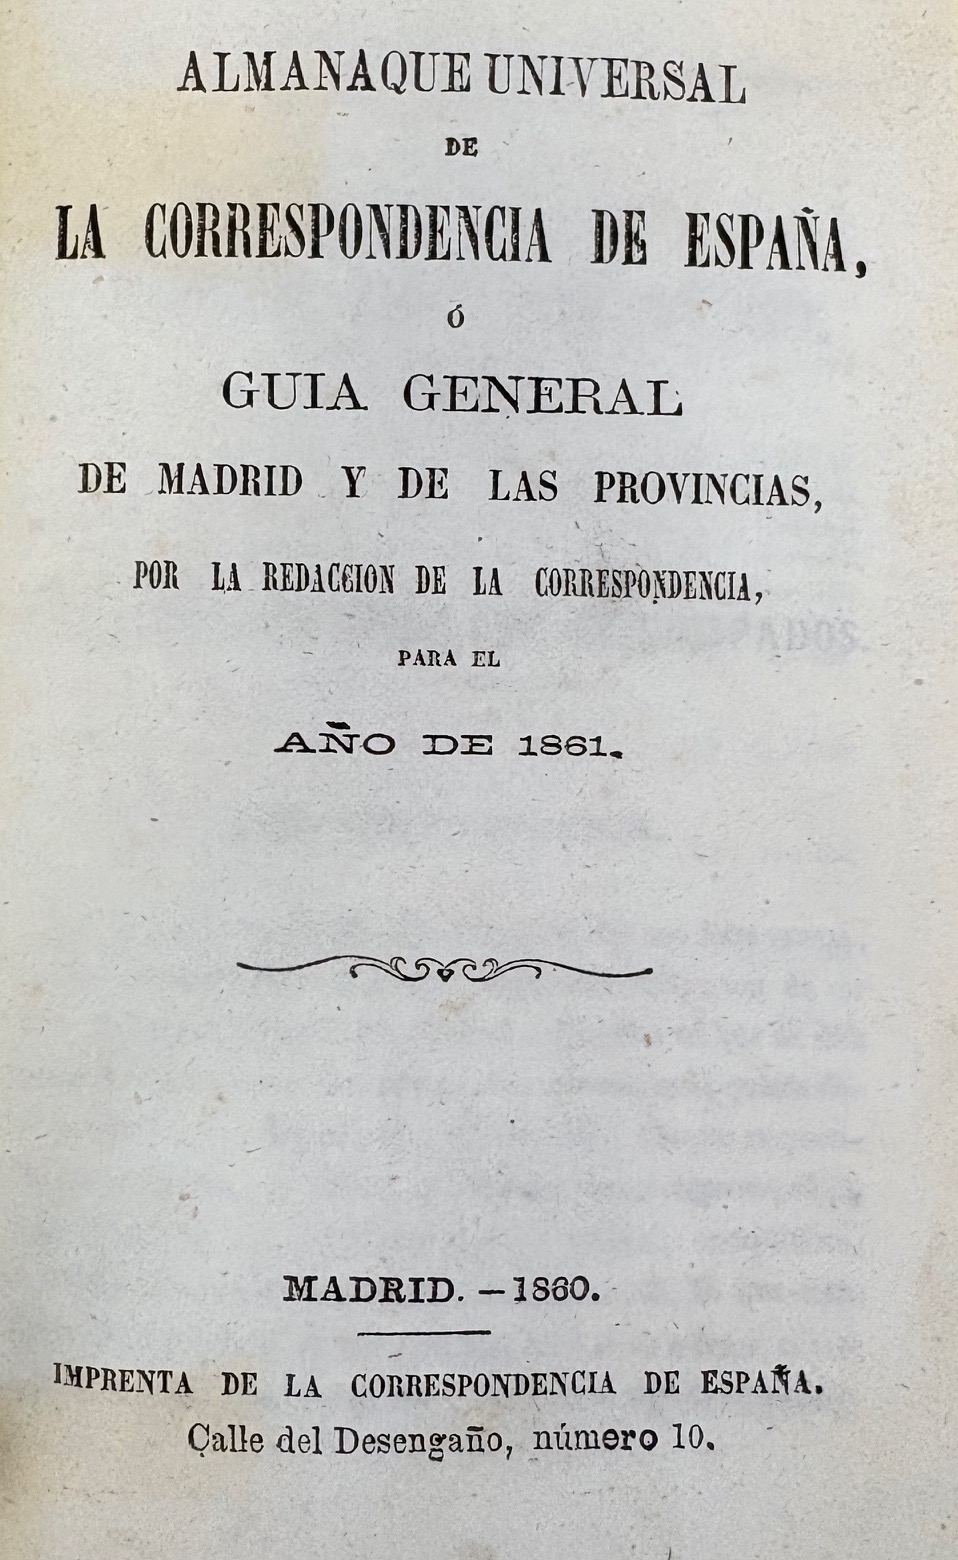 ALMANAQUE UNIVERSAL
DE
LA CORRESPONDENCIA DE ESPAÑA,
Ó
GUIA GENERAL
DE MADRID Y DE LAS PROVINCIAS,
POR LA REDACCION DE LA CORRESPONDENCIA,
PARA EL
AÑO DE 1861.
MADRID.—1860.
IMPRENTA DE LA CORRESPONDENCIA DE ESPAÑA.
Calle del Desengaño, número 10.